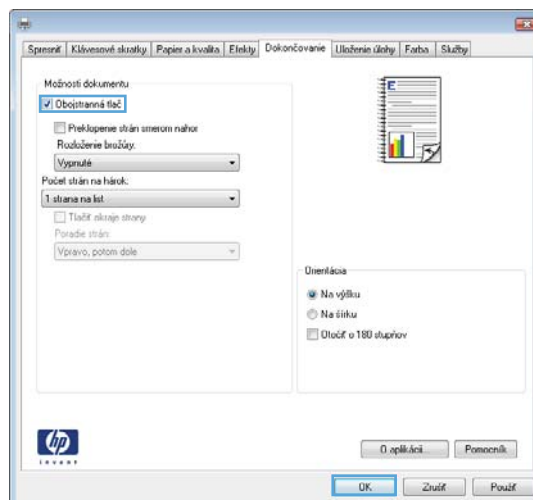 Spresniť Klávesové skratky Papier a kvalita Efekty Dokončovanie Uloženie úlohy Farba Služby
Možnosti dokumentu
Obojstranná tlač
Preklopenie strán smerom nahor
Rozloženie brožúry:
Vypnuté
Počet strán na hárok:
1 strana na list
Tlačiť okraje strany
Poradie strán:
Vpravo, potom dole
E
Orientácia
Na výšku
Na šírku
Otočiť o 180 stupňov
hp
invent
O aplikácii...
Pomocník
OK
Zrušiť
Použiť